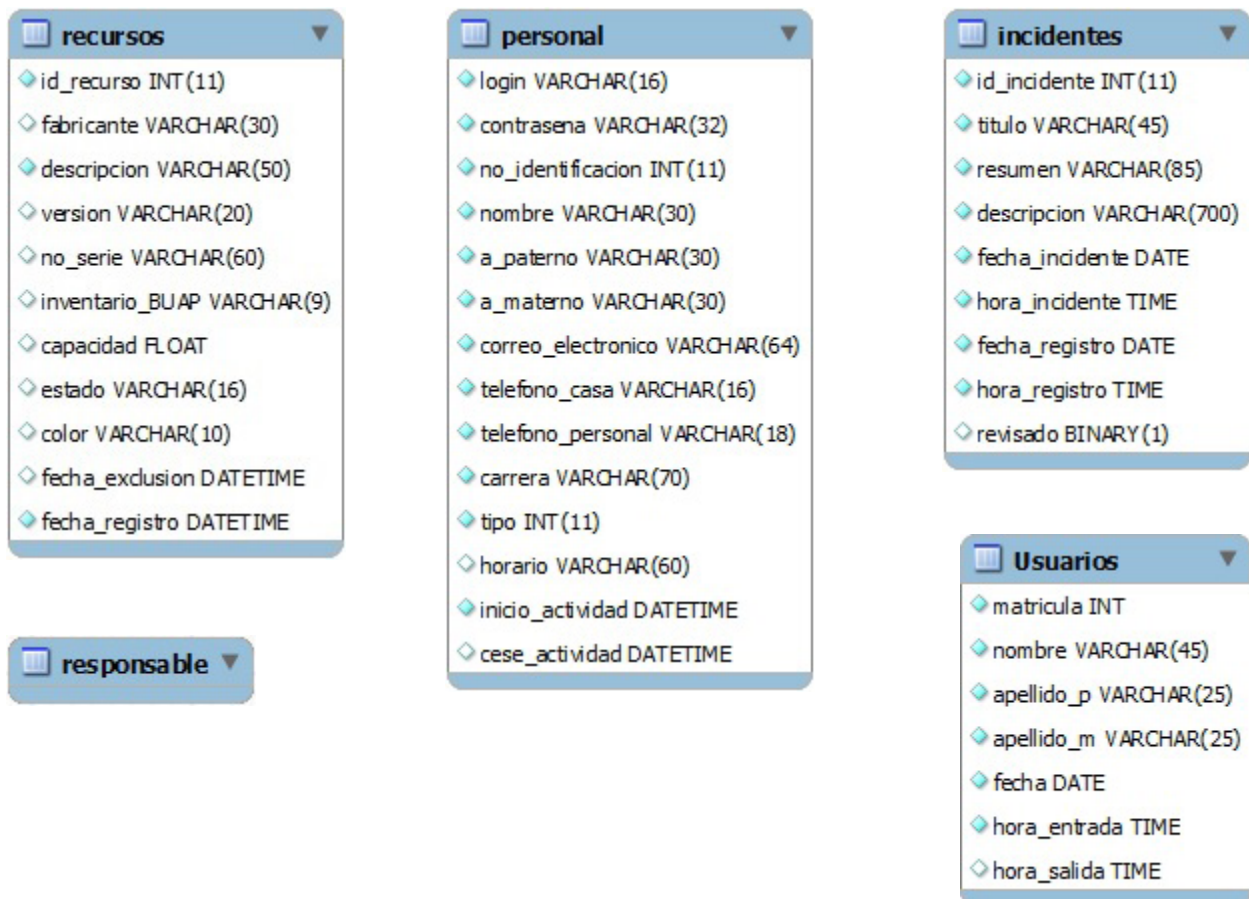 recursos
id_recurso INT(11)
fabricante VARCHAR(30)
descripcion VARCHAR(50)
version VARCHAR(20)
no_serie VARCHAR(60)
inventario_BUAP VARCHAR(9)
capacidad FLOAT
estado VARCHAR(16)
color VARCHAR(10)
fecha_exclusion DATETIME
fecha_registro DATETIME
responsable
personal
login VARCHAR(16)
contrasena VARCHAR(32)
no_identificacion INT(11)
nombre VARCHAR(30)
a_paterno VARCHAR(30)
a_materno VARCHAR(30)
correo_electronico VARCHAR(64)
telefono_casa VARCHAR(16)
telefono_personal VARCHAR(18)
carrera VARCHAR(70)
tipo INT(11)
horario VARCHAR(60)
inicio_actividad DATETIME
cese_actividad DATETIME
incidentes
id_incidente INT(11)
titulo VARCHAR(45)
resumen VARCHAR(85)
descripcion VARCHAR(700)
fecha_incidente DATE
hora_incidente TIME
fecha_registro DATE
hora_registro TIME
revisado BINARY(1)
Usuarios
matricula INT
nombre VARCHAR(45)
apellido_p VARCHAR(25)
apellido_m VARCHAR(25)
fecha DATE
hora_entrada TIME
hora_salida TIME